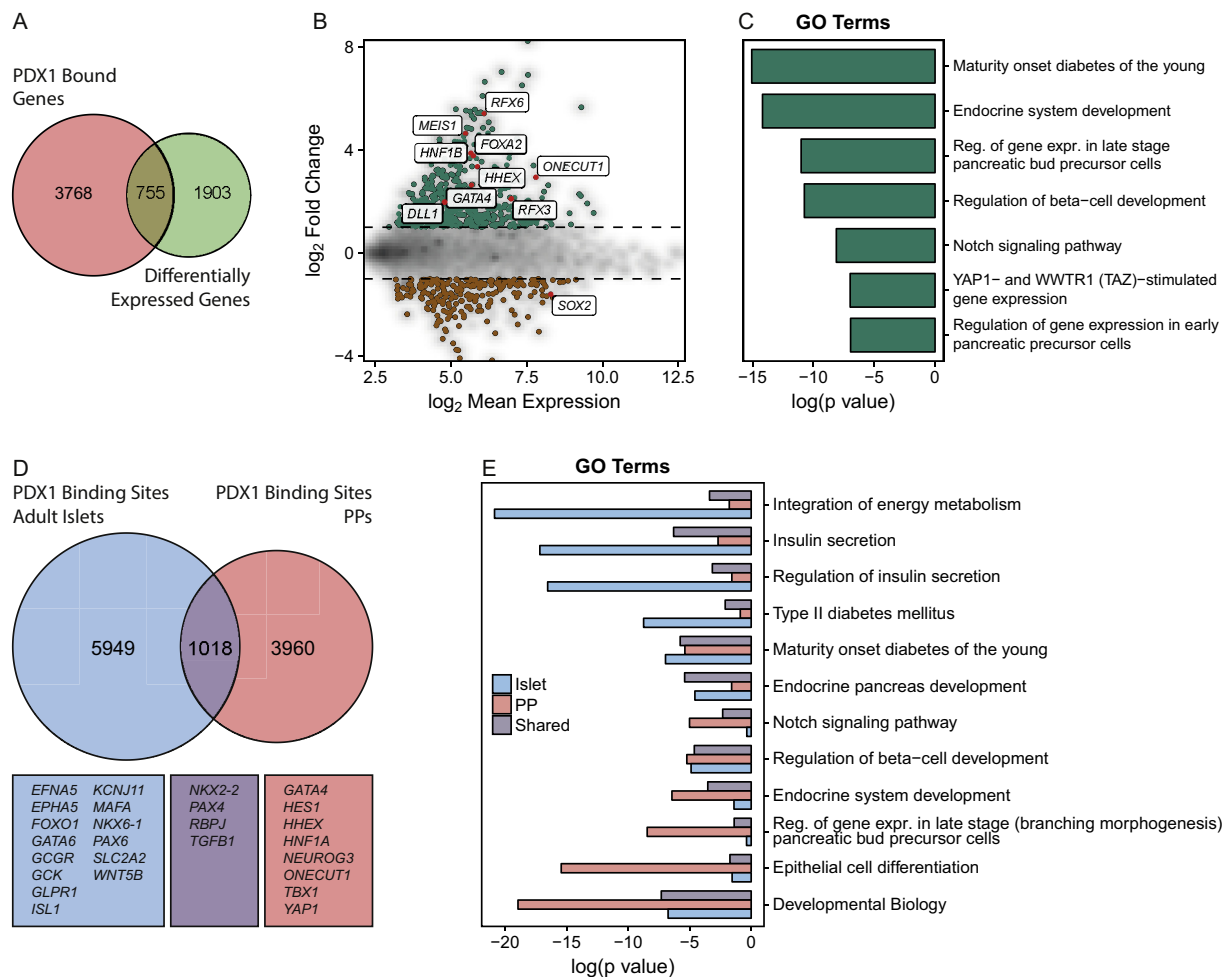 A
PDX1 Bound
Genes
3768
755
1903
Differentially
Expressed Genes
B
log2 Fold Change
8
4
0
−4
RFX6
MEIS1
FOXA2
HNF1B
ONECUT1
HHEX
GATA4
DLL1
RFX3
SOX2
2.5
5.0
7.5
10.0
12.5
log2 Mean Expression
C
GO Terms
Maturity onset diabetes of the young
Endocrine system development
Reg. of gene expr. in late stage
pancreatic bud precursor cells
Regulation of beta−cell development
Notch signaling pathway
YAP1− and WWTR1 (TAZ)−stimulated
gene expression
Regulation of gene expression in early
pancreatic precursor cells
−15
−10
−5
0
log(p value)
D
PDX1 Binding Sites
Adult Islets
PDX1 Binding Sites
PPs
5949
1018
3960
EFNA5 KCNJ11
EPHA5 MAFA
FOXO1 NKX6-1
GATA6 PAX6
GCGR SLC2A2
GCK WNT5B
GLPR1
ISL1
NKX2-2
PAX4
RBPJ
TGFB1
GATA4
HES1
HHEX
HNF1A
NEUROG3
ONECUT1
TBX1
YAP1
E
GO Terms
Integration of energy metabolism
Insulin secretion
Regulation of insulin secretion
Type II diabetes mellitus
Maturity onset diabetes of the young
Endocrine pancreas development
Notch signaling pathway
Regulation of beta−cell development
Endocrine system development
Reg. of gene expr. in late stage (branching morphogenesis)
pancreatic bud precursor cells
Epithelial cell differentiation
Developmental Biology
Islet
PP
Shared
−20
−15
−10
−5
0
log(p value)